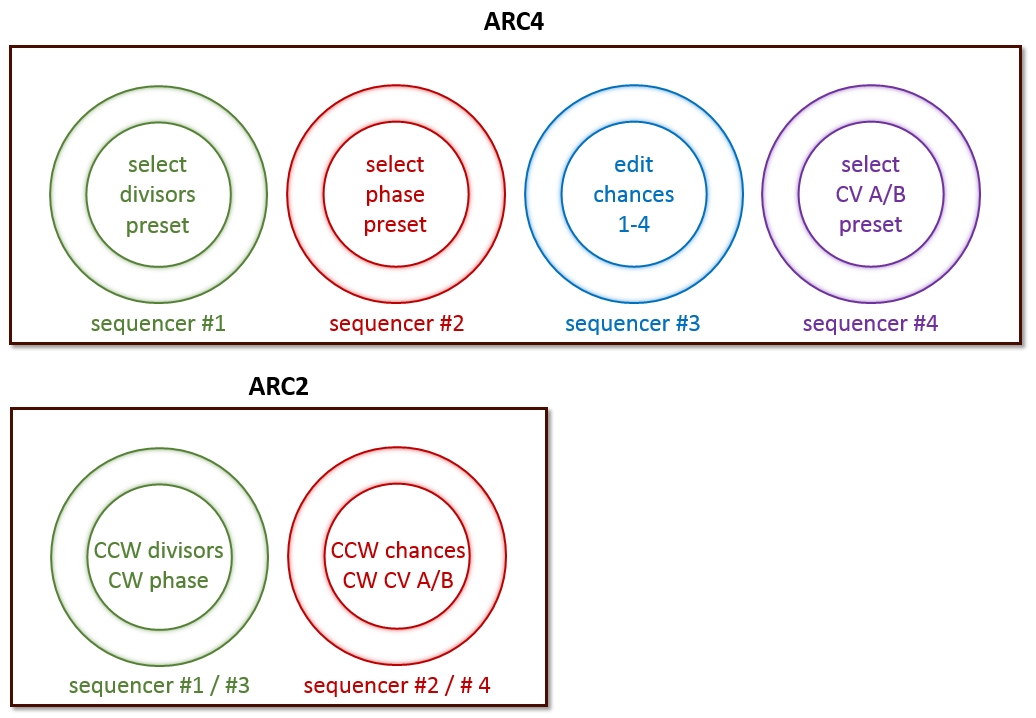 ARC4
select
divisors
preset
select
phase
preset
edit
chances
1-4
select
CV A/B
preset
sequencer #1
sequencer #2
sequencer #3
sequencer #4
ARC2
CCW divisors
CW phase
CCW chances
CW CV A/B
sequencer #1 / #3
sequencer #2 / # 4